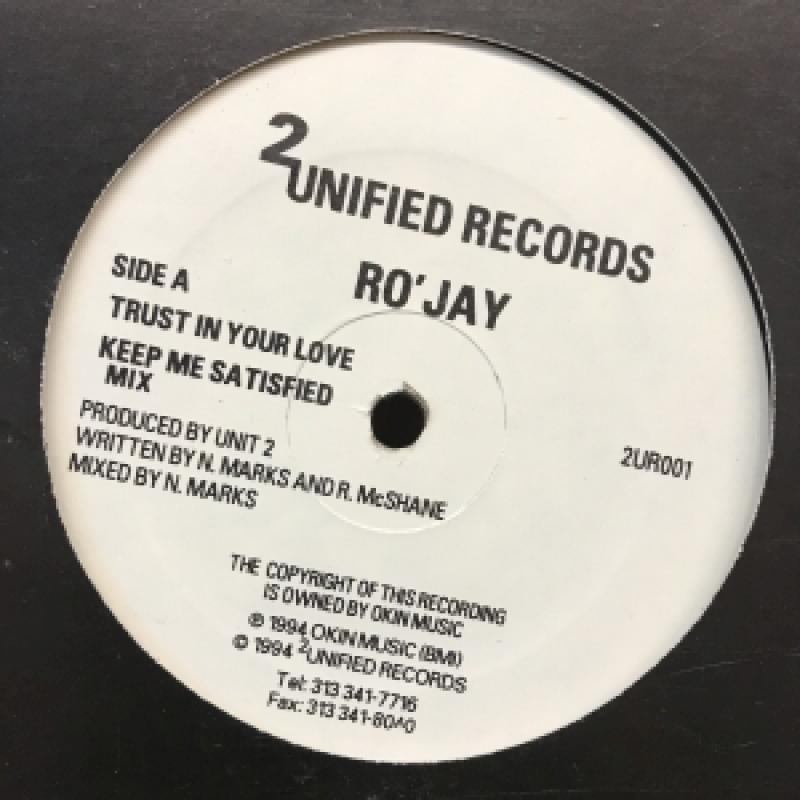 2
UNIFIED RECORDS
RO'JAY
SIDE A
TRUST IN YOUR LOVE
KEEP ME SATISFIED
MIX
PRODUCED BY UNIT 2
WRITTEN BY N. MARKS AND R. McSHANE
MIXED BY N. MARKS
2UR001
THE COPYRIGHT OF THIS RECORDING
IS OWNED BY OKIN MUSIC
℗ 1994 OKIN MUSIC (BMI)
© 1994 2UNIFIED RECORDS
Tel: 313 341-7716
Fax: 313